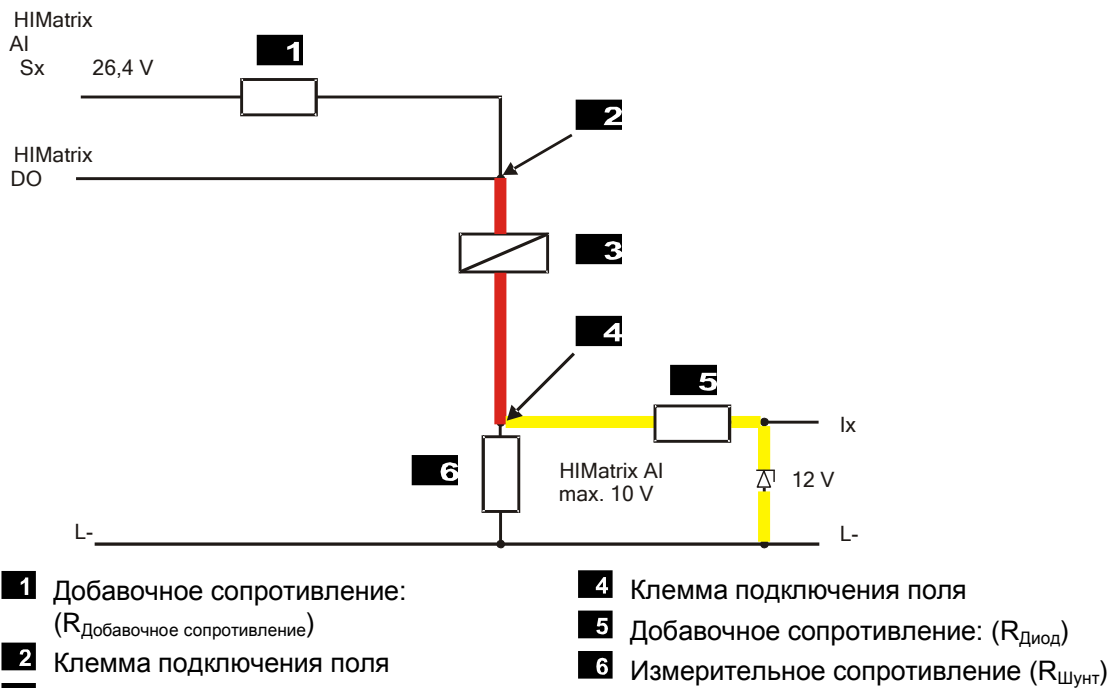 HIMatrix
AI
Sx 26,4 V
1
2
HIMatrix
DO
3
4
5
Ix
6
HIMatrix AI
max. 10 V
12 V
L-
L-
1 Добавочное сопротивление:
(RДобавочное сопротивление)
2 Клемма подключения поля
4 Клемма подключения поля
5 Добавочное сопротивление: (RДиод)
6 Измерительное сопротивление (RШунт)